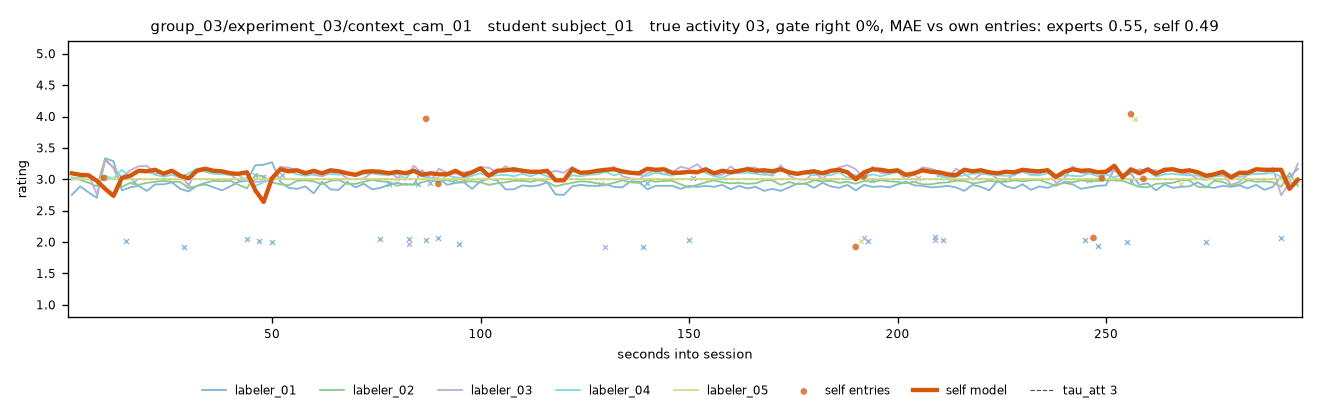 group_03/experiment_03/context_cam_01   student subject_01   true activity 03, gate right 0%, MAE vs own entries: experts 0.55, self 0.49
5.0
4.5
4.0
3.5
3.0
2.5
2.0
1.5
1.0
rating
50 100 150 200 250
seconds into session
labeler_01 labeler_02 labeler_03 labeler_04 labeler_05 self entries self model tau_att 3